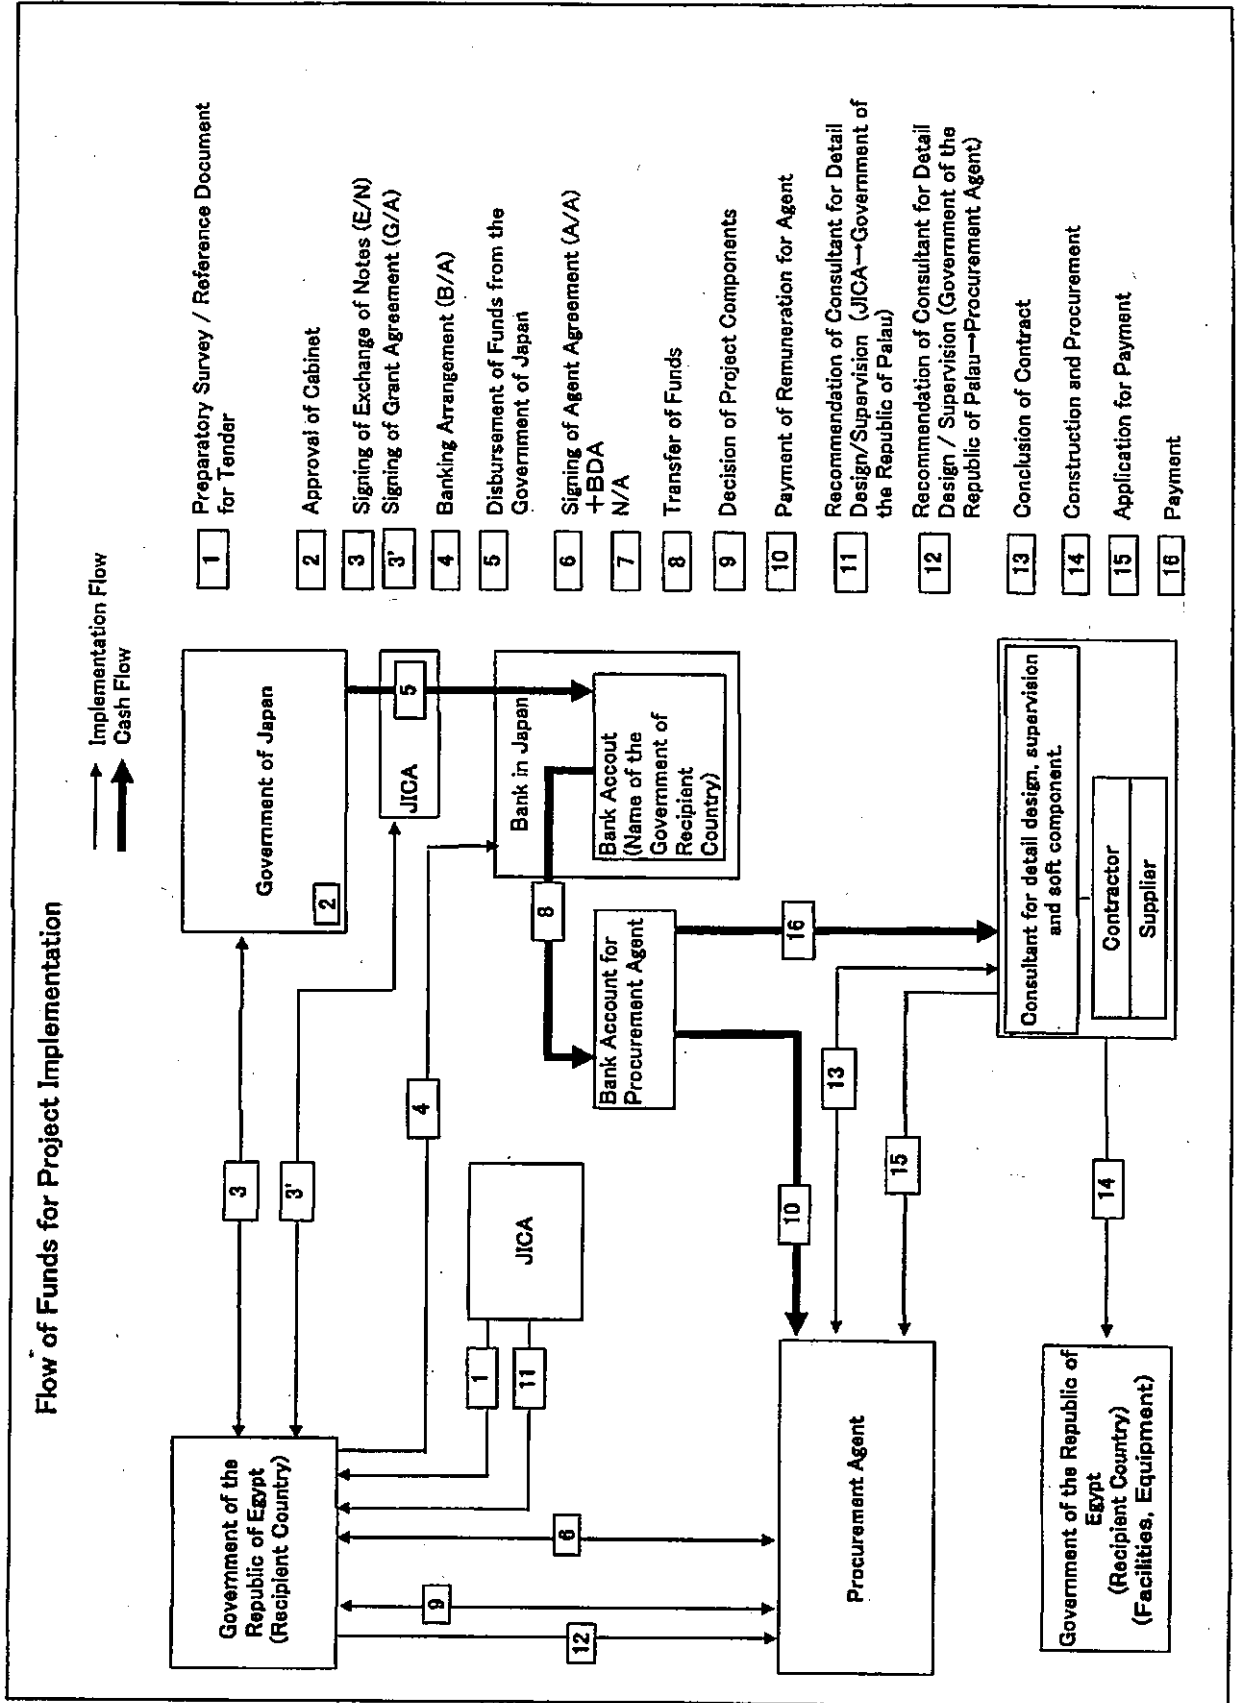 Flow of Funds for Project Implementation
Implementation Flow
Cash Flow
Government of the
Republic of Egypt
(Recipient Country)
3
3'
Government of Japan
2
JICA
5
4
1
11
JICA
Bank in Japan
Bank Accout
(Name of the
Government of
Recipient
Country)
8
Bank Account for
Procurement Agent
6
9
12
10
16
13
15
Procurement Agent
Consultant for detail design, supervision
and soft component.
Contractor
Supplier
14
Government of the Republic of
Egypt
(Recipient Country)
(Facilities, Equipment)
1 Preparatory Survey / Reference Document
for Tender
2 Approval of Cabinet
3 Signing of Exchange of Notes (E/N)
3' Signing of Grant Agreement (G/A)
4 Banking Arrangement (B/A)
5 Disbursement of Funds from the
Government of Japan
6 Signing of Agent Agreement (A/A)
+BDA
7 N/A
8 Transfer of Funds
9 Decision of Project Components
10 Payment of Remuneration for Agent
11 Recommendation of Consultant for Detail
Design/Supervision (JICA→Government of
the Republic of Palau)
12 Recommendation of Consultant for Detail
Design / Supervision (Government of the
Republic of Palau→Procurement Agent)
13 Conclusion of Contract
14 Construction and Procurement
15 Application for Payment
16 Payment